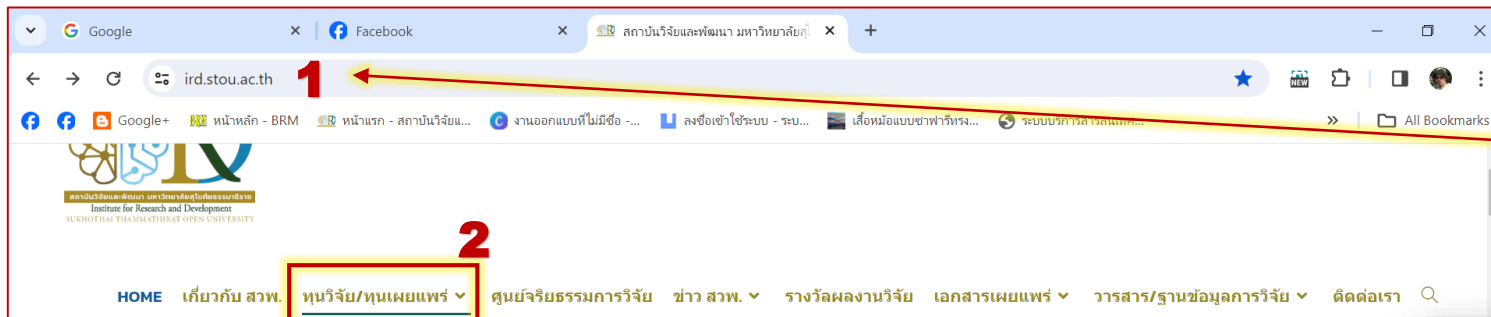 Google
Facebook
สถาบันวิจัยและพัฒนา มหาวิทยาลัยสุโ
ird.stou.ac.th
1
NEW
Google+
BRM หน้าหลัก - BRM
หน้าแรก - สถาบันวิจัยแ...
งานออกแบบที่ไม่มีชื่อ -...
ลงชื่อเข้าใช้ระบบ - ระบ...
เสื้อหม้อแบบซาฟารีทรง...
ระบบบริการสารสนเทศ...
All Bookmarks
สถาบันวิจัยและพัฒนา มหาวิทยาลัยสุโขทัยธรรมาธิราช
Institute for Research and Development
SUKHOTHAI THAMMATHIRAT OPEN UNIVERSITY
2
HOME เกี่ยวกับ สวพ. ทุนวิจัย/ทุนเผยแพร่ ศูนย์จริยธรรมการวิจัย ข่าว สวพ. รางวัลผลงานวิจัย เอกสารเผยแพร่ วารสาร/ฐานข้อมูลการวิจัย ติดต่อเรา